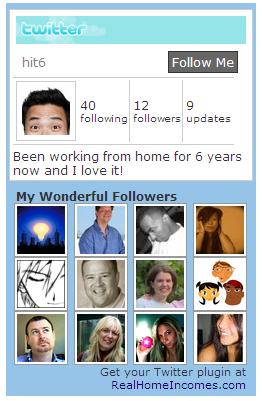 twitter
hit6
Follow Me
40 12 9
following followers updates
Been working from home for 6 years
now and I love it!
My Wonderful Followers
Get your Twitter plugin at
RealHomeIncomes.com